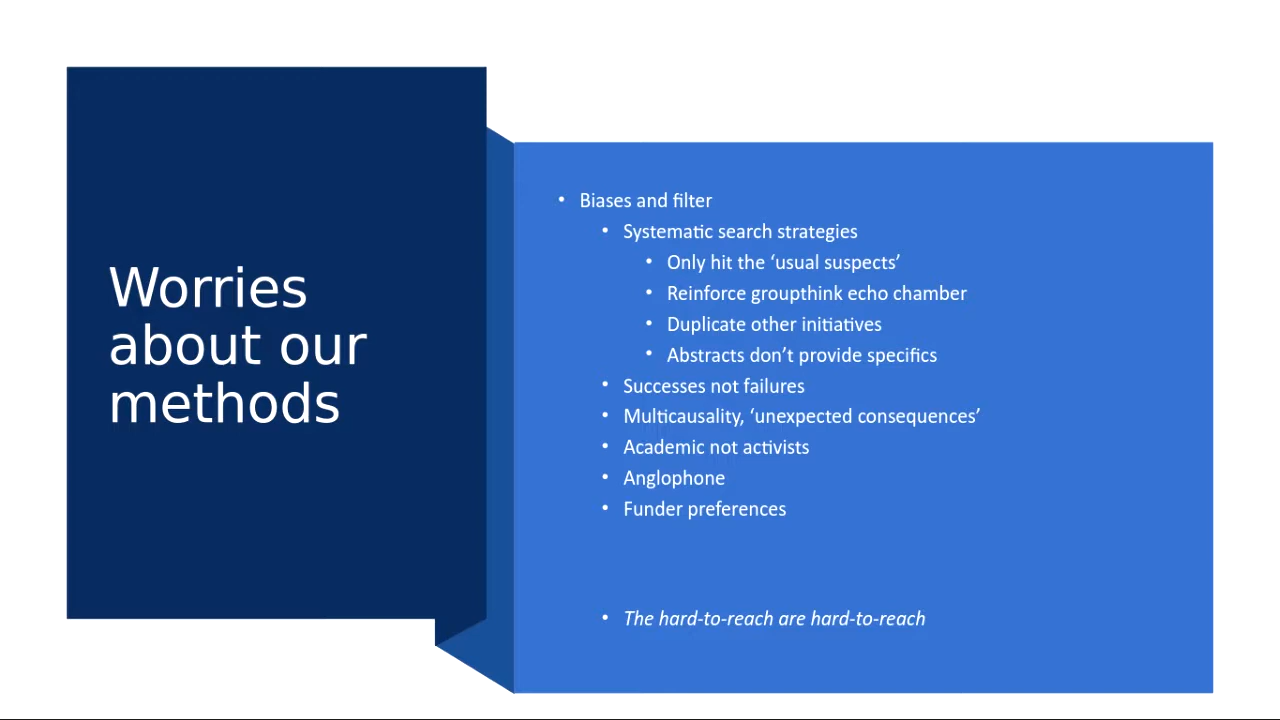 Worries
about our
methods
• Biases and filter
• Systematic search strategies
• Only hit the ‘usual suspects’
• Reinforce groupthink echo chamber
• Duplicate other initiatives
• Abstracts don’t provide specifics
• Successes not failures
• Multicausality, ‘unexpected consequences’
• Academic not activists
• Anglophone
• Funder preferences
• The hard-to-reach are hard-to-reach